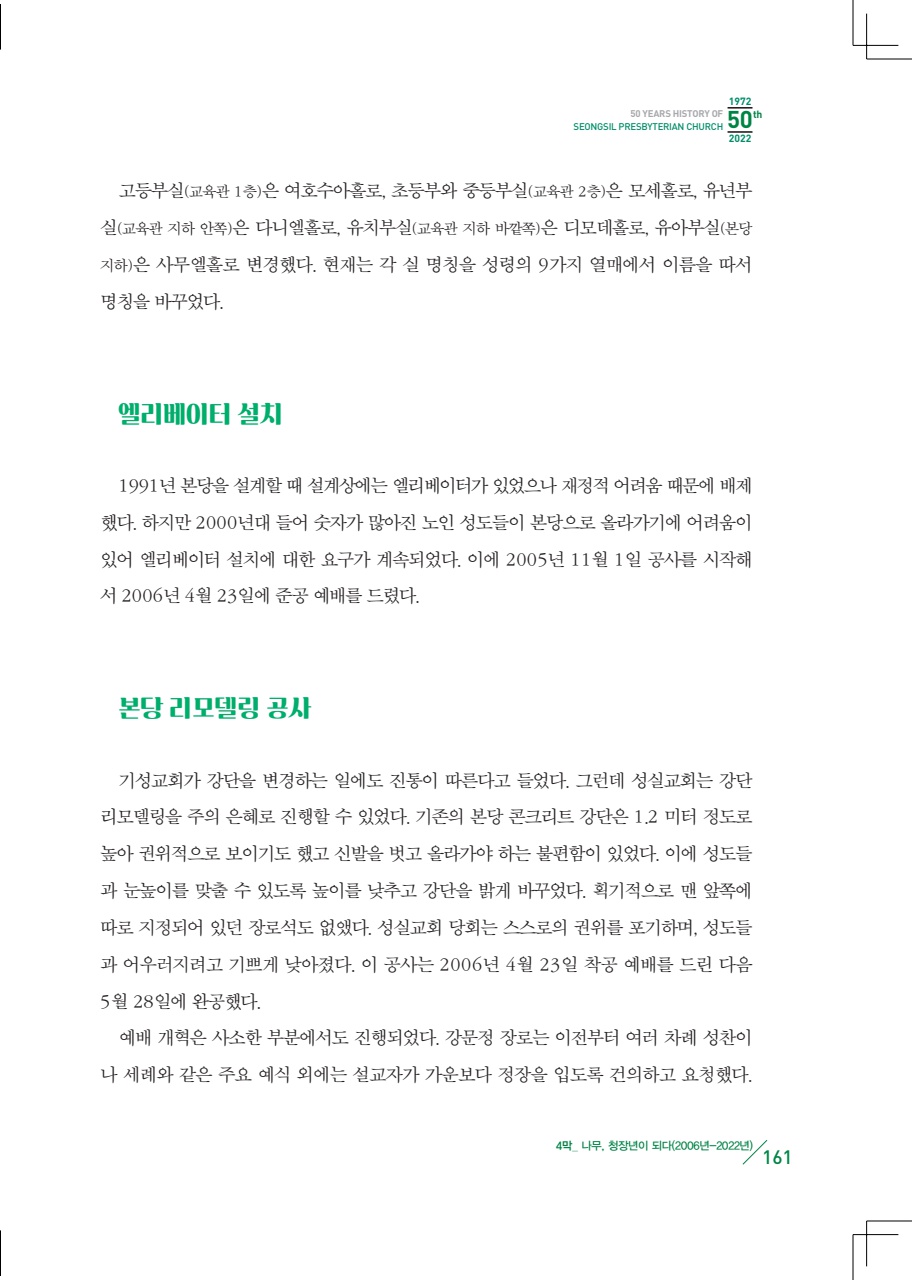 1972
50 YEARS HISTORY OF
SEONGSIL PRESBYTERIAN CHURCH
50th
2022
고등부실(교육관 1층)은 여호수아홀로, 초등부와 중등부실(교육관 2층)은 모세홀로, 유년부
실(교육관 지하 안쪽)은 다니엘홀로, 유치부실(교육관 지하 바깥쪽)은 디모데홀로, 유아부실(본당
지하)은 사무엘홀로 변경했다. 현재는 각 실 명칭을 성령의 9가지 열매에서 이름을 따서
명칭을 바꾸었다.
엘리베이터 설치
1991년 본당을 설계할 때 설계상에는 엘리베이터가 있었으나 재정적 어려움 때문에 배제
했다. 하지만 2000년대 들어 숫자가 많아진 노인 성도들이 본당으로 올라가기에 어려움이
있어 엘리베이터 설치에 대한 요구가 계속되었다. 이에 2005년 11월 1일 공사를 시작해
서 2006년 4월 23일에 준공 예배를 드렸다.
본당 리모델링 공사
기성교회가 강단을 변경하는 일에도 진통이 따른다고 들었다. 그런데 성실교회는 강단
리모델링을 주의 은혜로 진행할 수 있었다. 기존의 본당 콘크리트 강단은 1.2 미터 정도로
높아 권위적으로 보이기도 했고 신발을 벗고 올라가야 하는 불편함이 있었다. 이에 성도들
과 눈높이를 맞출 수 있도록 높이를 낮추고 강단을 밝게 바꾸었다. 획기적으로 맨 앞쪽에
따로 지정되어 있던 장로석도 없앴다. 성실교회 당회는 스스로의 권위를 포기하며, 성도들
과 어우러지려고 기쁘게 낮아졌다. 이 공사는 2006년 4월 23일 착공 예배를 드린 다음
5월 28일에 완공했다.
예배 개혁은 사소한 부분에서도 진행되었다. 강문정 장로는 이전부터 여러 차례 성찬이
나 세례와 같은 주요 예식 외에는 설교자가 가운보다 정장을 입도록 건의하고 요청했다.
4막_ 나무, 청장년이 되다(2006년-2022년)
161